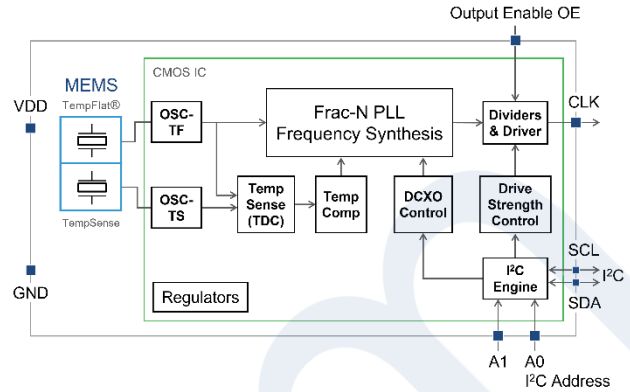 Output Enable OE
MEMS
TempFlat®
TempSense
VDD
GND
CMOS IC
OSC-
TF
OSC-
TS
Frac-N PLL
Frequency Synthesis
Dividers
& Driver
CLK
Temp
Sense
(TDC)
Temp
Comp
DCXO
Control
Drive
Strength
Control
Regulators
I²C
Engine
SCL
I²C
SDA
A1
A0
I²C Address